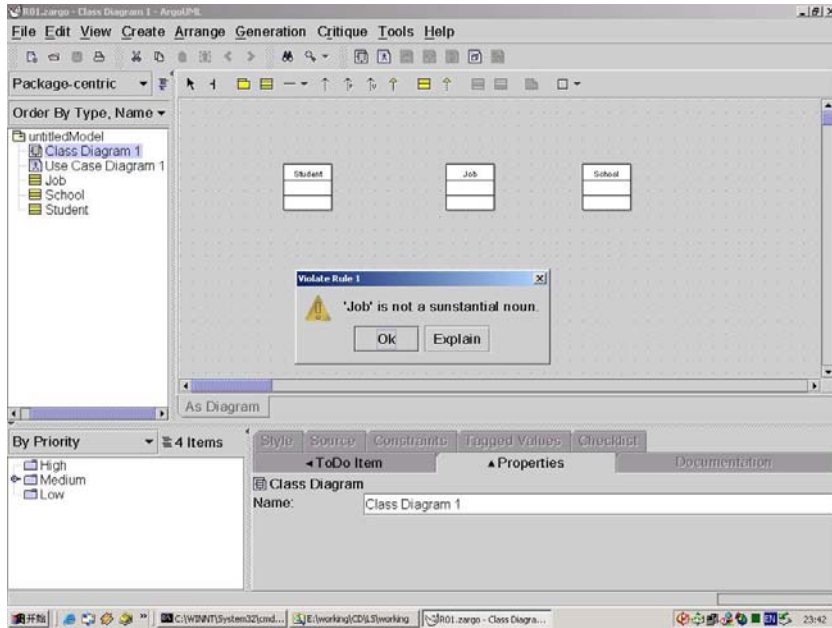 R01.zargo - Class Diagram 1 - ArgoUML
File Edit View Create Arrange Generation Critique Tools Help
Package-centric
Order By Type, Name
untitledModel
Class Diagram 1
Use Case Diagram 1
Job
School
Student
Student
Job
School
Violate Rule 1
'Job' is not a sunstantial noun.
Ok
Explain
As Diagram
By Priority
4 Items
High
Medium
Low
Style Source Constraints Tagged Values Checklist
ToDo Item
Properties
Documentation
Class Diagram
Name:
Class Diagram 1
开始
C:\WINNT\System32\cmd...
E:\working\CD\LS\working
R01.zargo - Class Diagra...
23:42